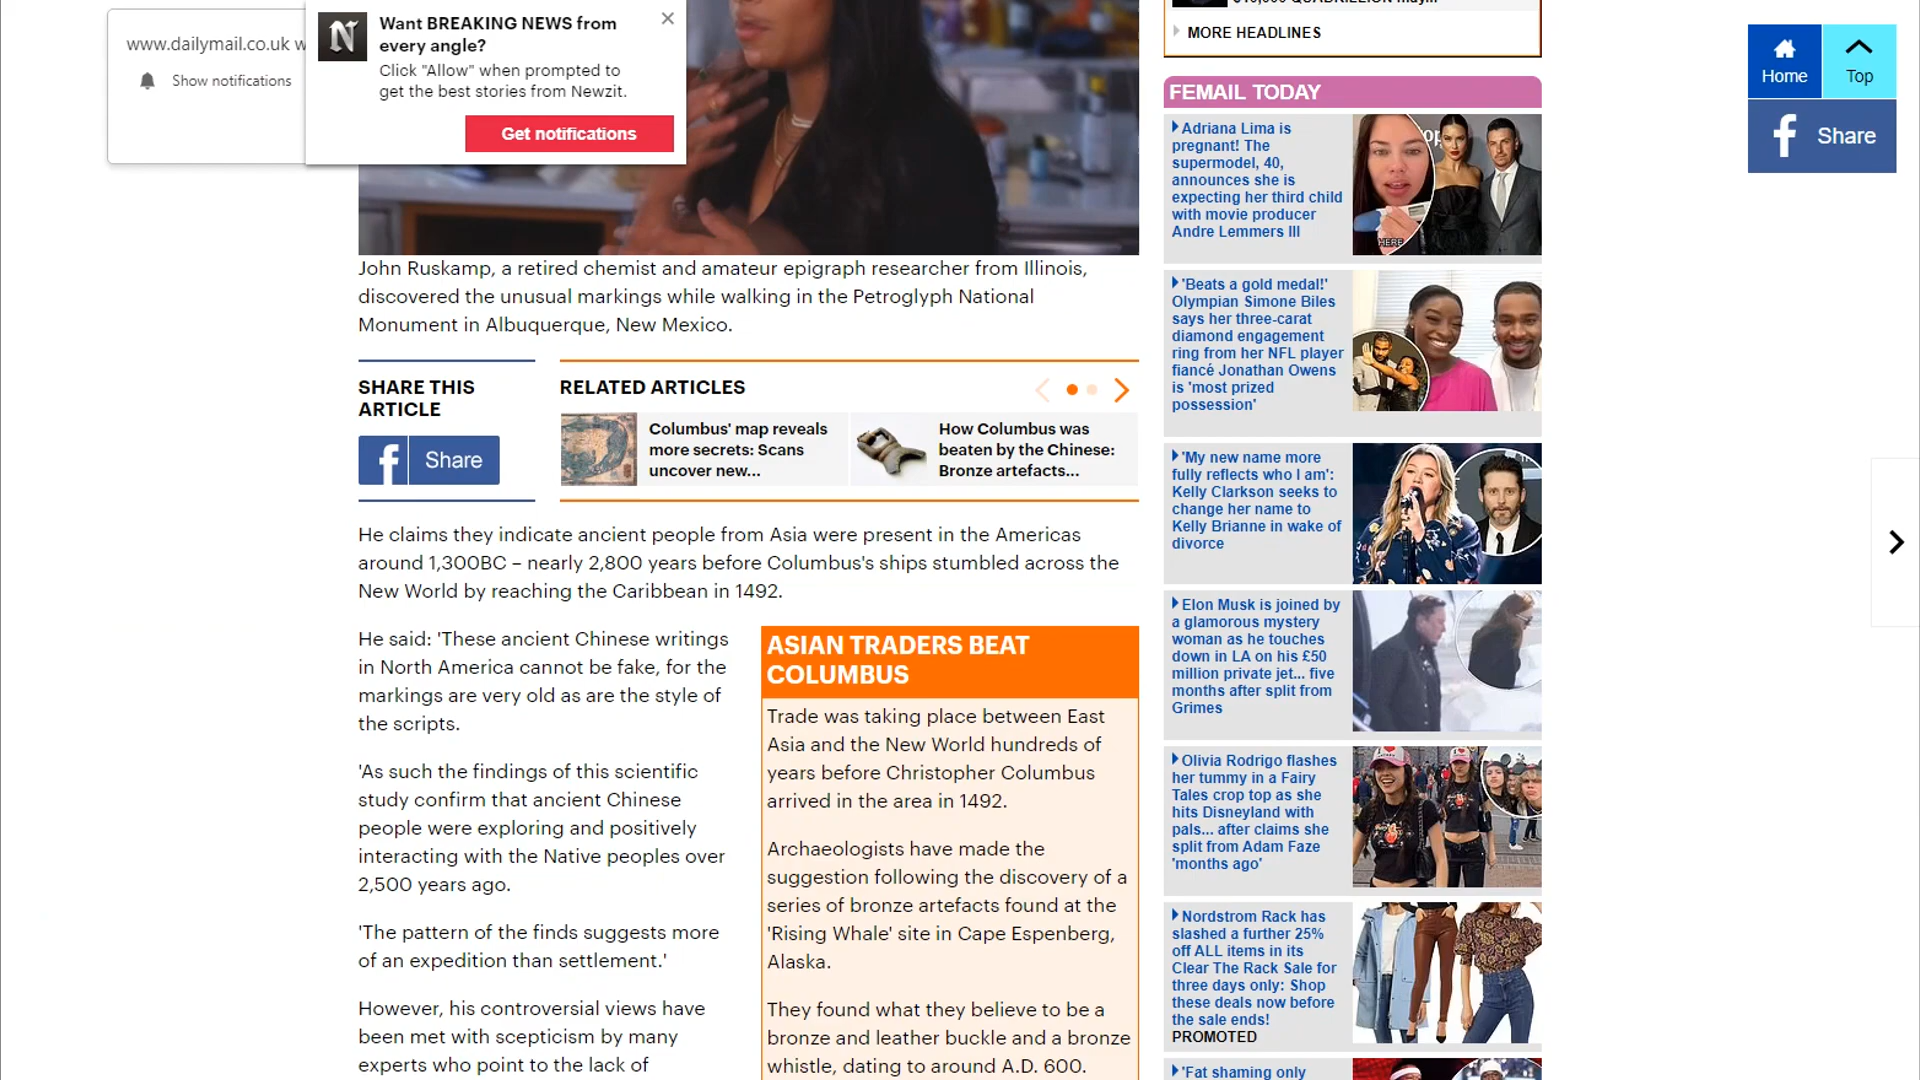 www.dailymail.co.uk w
Show notifications
Want BREAKING NEWS from
every angle?
Click "Allow" when prompted to
get the best stories from Newzit.
Get notifications
John Ruskamp, a retired chemist and amateur epigraph researcher from Illinois,
discovered the unusual markings while walking in the Petroglyph National
Monument in Albuquerque, New Mexico.
SHARE THIS
ARTICLE
Share
RELATED ARTICLES
Columbus' map reveals
more secrets: Scans
uncover new...
How Columbus was
beaten by the Chinese:
Bronze artefacts...
He claims they indicate ancient people from Asia were present in the Americas
around 1,300BC – nearly 2,800 years before Columbus's ships stumbled across the
New World by reaching the Caribbean in 1492.
He said: 'These ancient Chinese writings
in North America cannot be fake, for the
markings are very old as are the style of
the scripts.
'As such the findings of this scientific
study confirm that ancient Chinese
people were exploring and positively
interacting with the Native peoples over
2,500 years ago.
'The pattern of the finds suggests more
of an expedition than settlement.'
However, his controversial views have
been met with scepticism by many
experts who point to the lack of
ASIAN TRADERS BEAT
COLUMBUS
Trade was taking place between East
Asia and the New World hundreds of
years before Christopher Columbus
arrived in the area in 1492.
Archaeologists have made the
suggestion following the discovery of a
series of bronze artefacts found at the
'Rising Whale' site in Cape Espenberg,
Alaska.
They found what they believe to be a
bronze and leather buckle and a bronze
whistle, dating to around A.D. 600.
MORE HEADLINES
FEMAIL TODAY
Adriana Lima is
pregnant! The
supermodel, 40,
announces she is
expecting her third child
with movie producer
Andre Lemmers III
HERE
'Beats a gold medal!'
Olympian Simone Biles
says her three-carat
diamond engagement
ring from her NFL player
fiancé Jonathan Owens
is 'most prized
possession'
'My new name more
fully reflects who I am':
Kelly Clarkson seeks to
change her name to
Kelly Brianne in wake of
divorce
Elon Musk is joined by
a glamorous mystery
woman as he touches
down in LA on his £50
million private jet... five
months after split from
Grimes
Olivia Rodrigo flashes
her tummy in a Fairy
Tales crop top as she
hits Disneyland with
pals... after claims she
split from Adam Faze
'months ago'
Nordstrom Rack has
slashed a further 25%
off ALL items in its
Clear The Rack Sale for
three days only: Shop
these deals now before
the sale ends!
PROMOTED
'Fat shaming only
Home
Top
Share